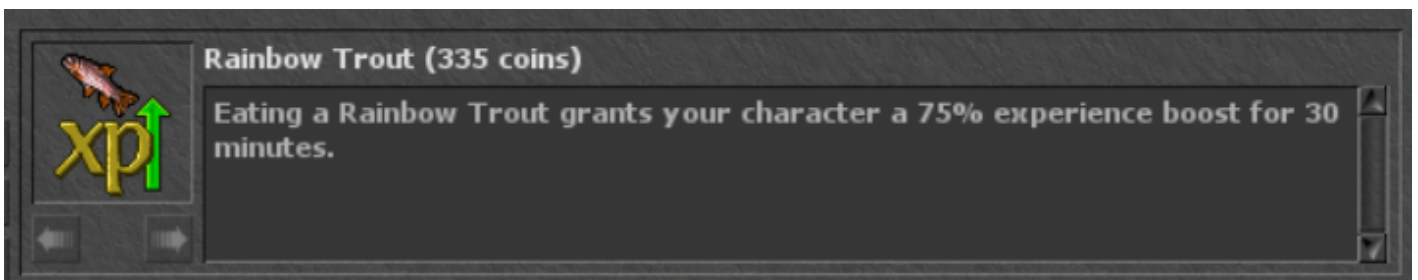 Rainbow Trout (335 coins)
Eating a Rainbow Trout grants your character a 75% experience boost for 30
minutes.
xp